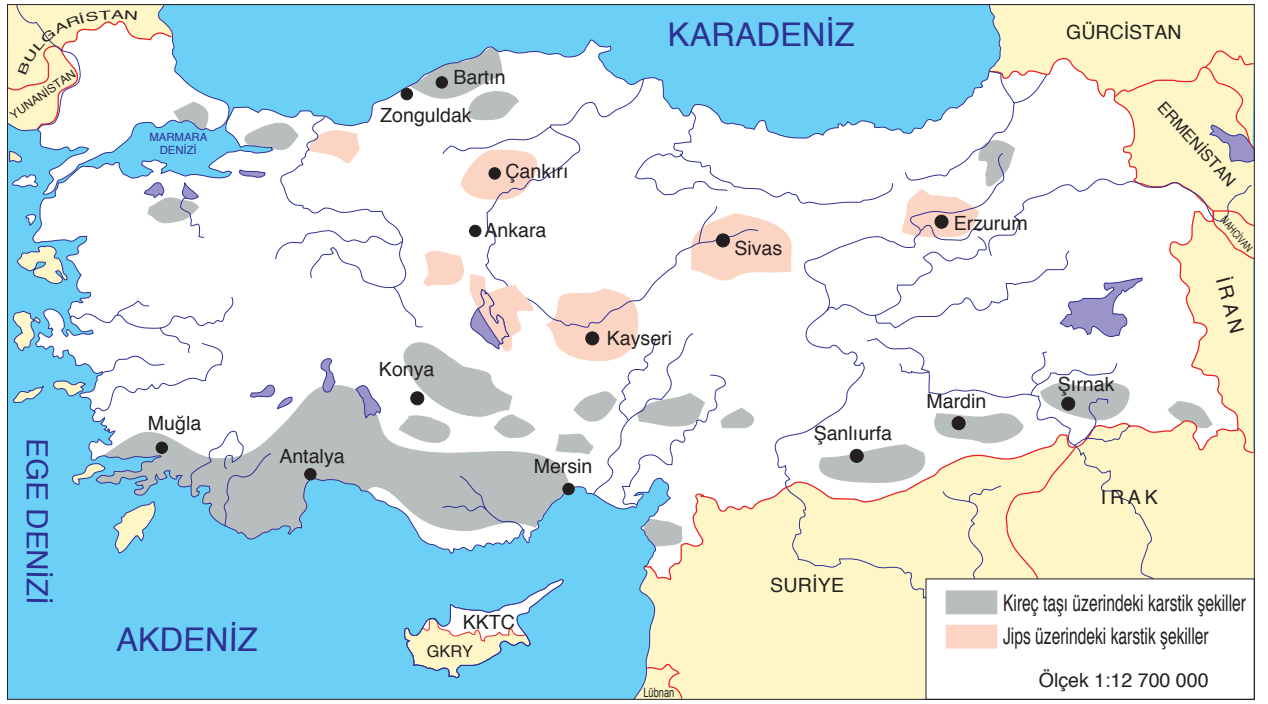 BULGARİSTAN
KARADENİZ
GÜRCİSTAN
YUNANİSTAN
Bartın
Zonguldak
ERMENİSTAN
MARMARA
DENİZİ
Çankırı
Ankara
Sivas
Erzurum
NAHCİVAN
İRAN
Kayseri
Konya
Şırnak
Mardin
Muğla
Şanlıurfa
Antalya
Mersin
EGE DENİZİ
IRAK
SURİYE
Kireç taşı üzerindeki karstik şekiller
KKTC
AKDENİZ
Jips üzerindeki karstik şekiller
GKRY
Ölçek 1:12 700 000
Lübnan